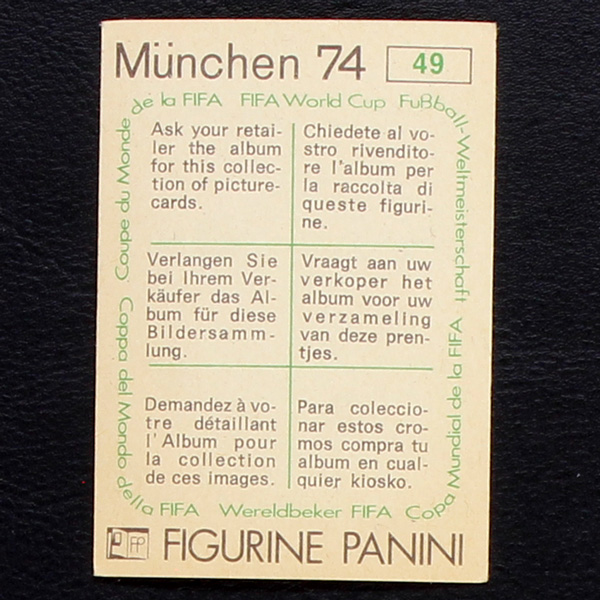 München 74 49
de la FIFA FIFA World Cup Fußball-Weltmeisterschaft
Ask your retai-
ler the album
for this collec-
tion of picture-
cards.
Chiedete al vo-
stro rivendito-
re l'album per
la raccolta di
queste figuri-
ne.
Verlangen Sie
bei Ihrem Ver-
käufer das Al-
bum für diese
Bildersamm-
lung.
Vraagt aan uw
verkoper het
album voor uw
verzameling
van deze pren-
tjes.
Demandez à vo-
tre détaillant
l'Album pour
la collection
de ces images.
Para coleccio-
nar estos cro-
mos compra tu
album en cual-
quier kiosko.
Coupe du Monde
Coppa del Mondo della FIFA
Wereldbeker FIFA
Copa Mundial de la FIFA
FP FIGURINE PANINI